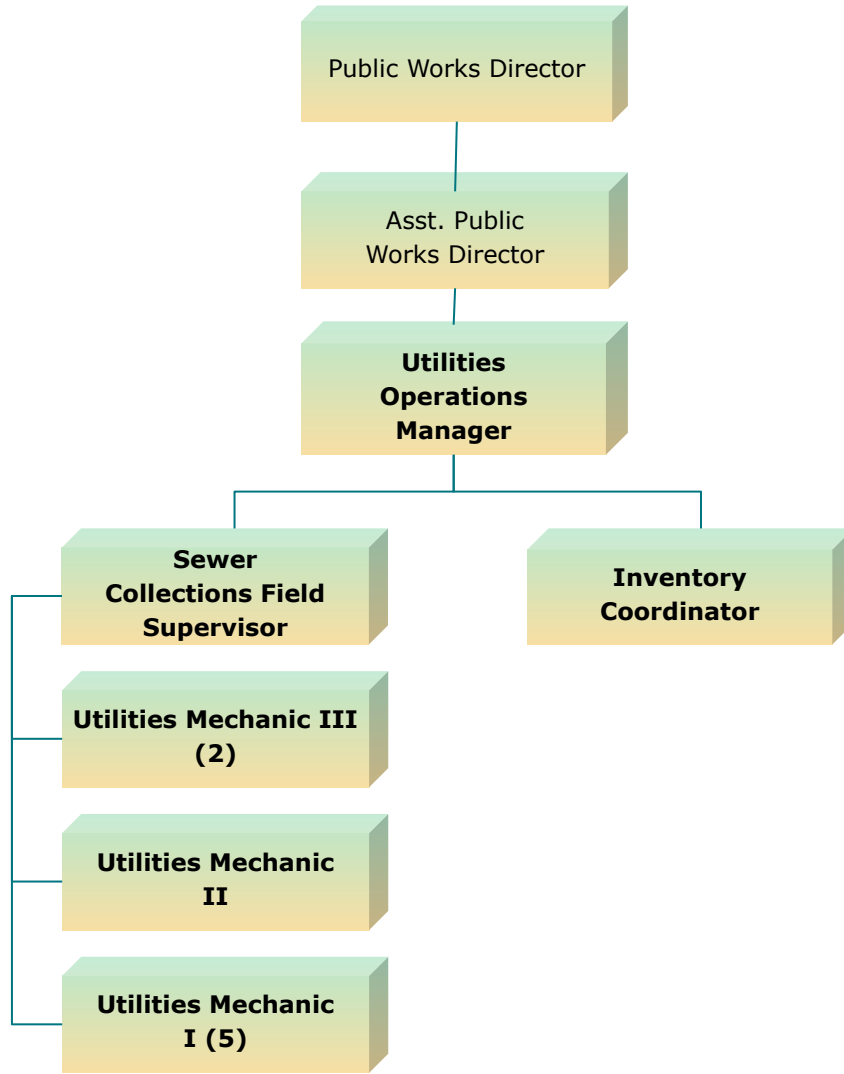 Public Works Director
Asst. Public
Works Director
Utilities
Operations
Manager
Sewer
Collections Field
Supervisor
Inventory
Coordinator
Utilities Mechanic III
(2)
Utilities Mechanic
II
Utilities Mechanic
I (5)